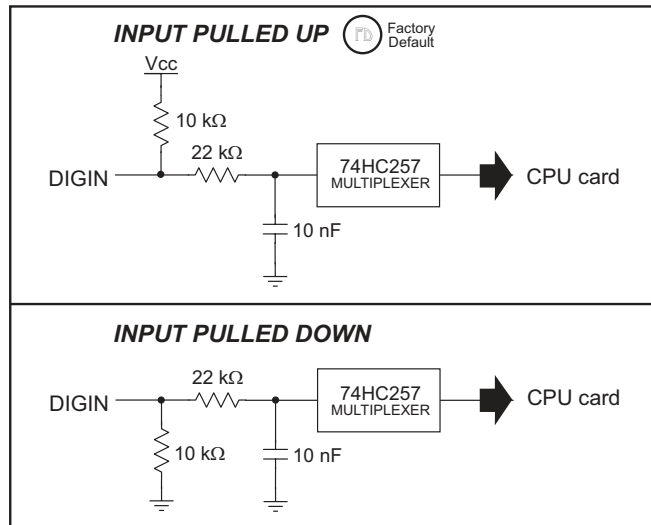 INPUT PULLED UP FD Factory
Default
Vcc
10 kΩ
22 kΩ
DIGIN
74HC257
MULTIPLEXER
CPU card
10 nF
INPUT PULLED DOWN
22 kΩ
DIGIN
74HC257
MULTIPLEXER
CPU card
10 kΩ
10 nF